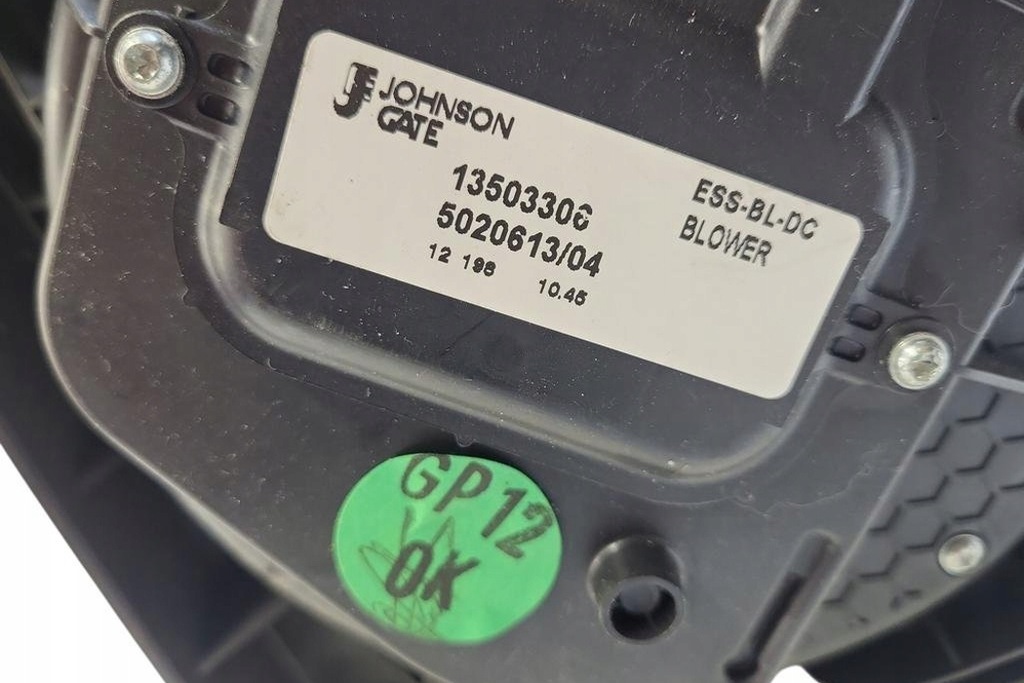 JOHNSON
GATE
13503306
5020613/04
12 198 10.45
ESS-BL-DC
BLOWER
GP12
OK